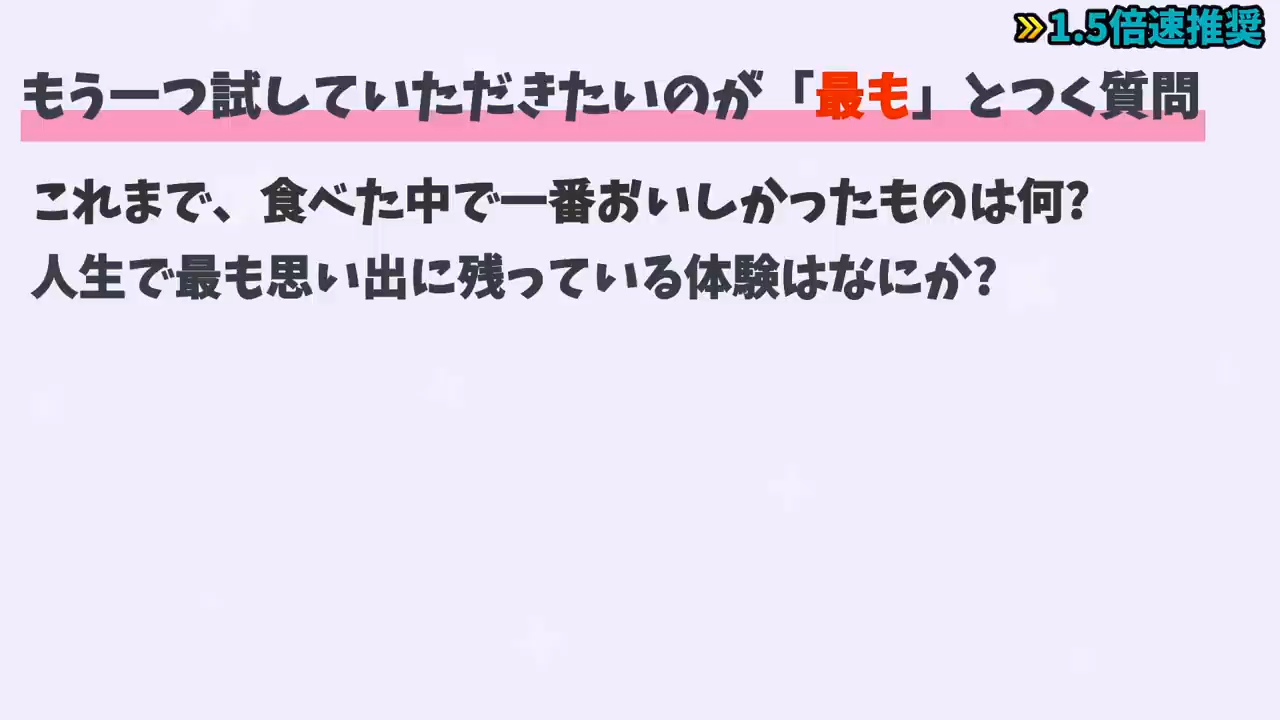 1.5倍速推奨
もう一つ試していただきたいのが「最も」とつく質問
これまで、食べた中で一番おいしかったものは何?
人生で最も思い出に残っている体験はなにか?